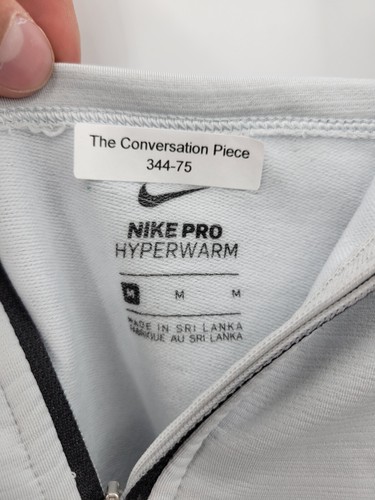 The Conversation Piece
344-75
NIKE PRO
HYPERWARM
M M M
MADE IN SRI LANKA
FABRIQUÉ AU SRI LANKA